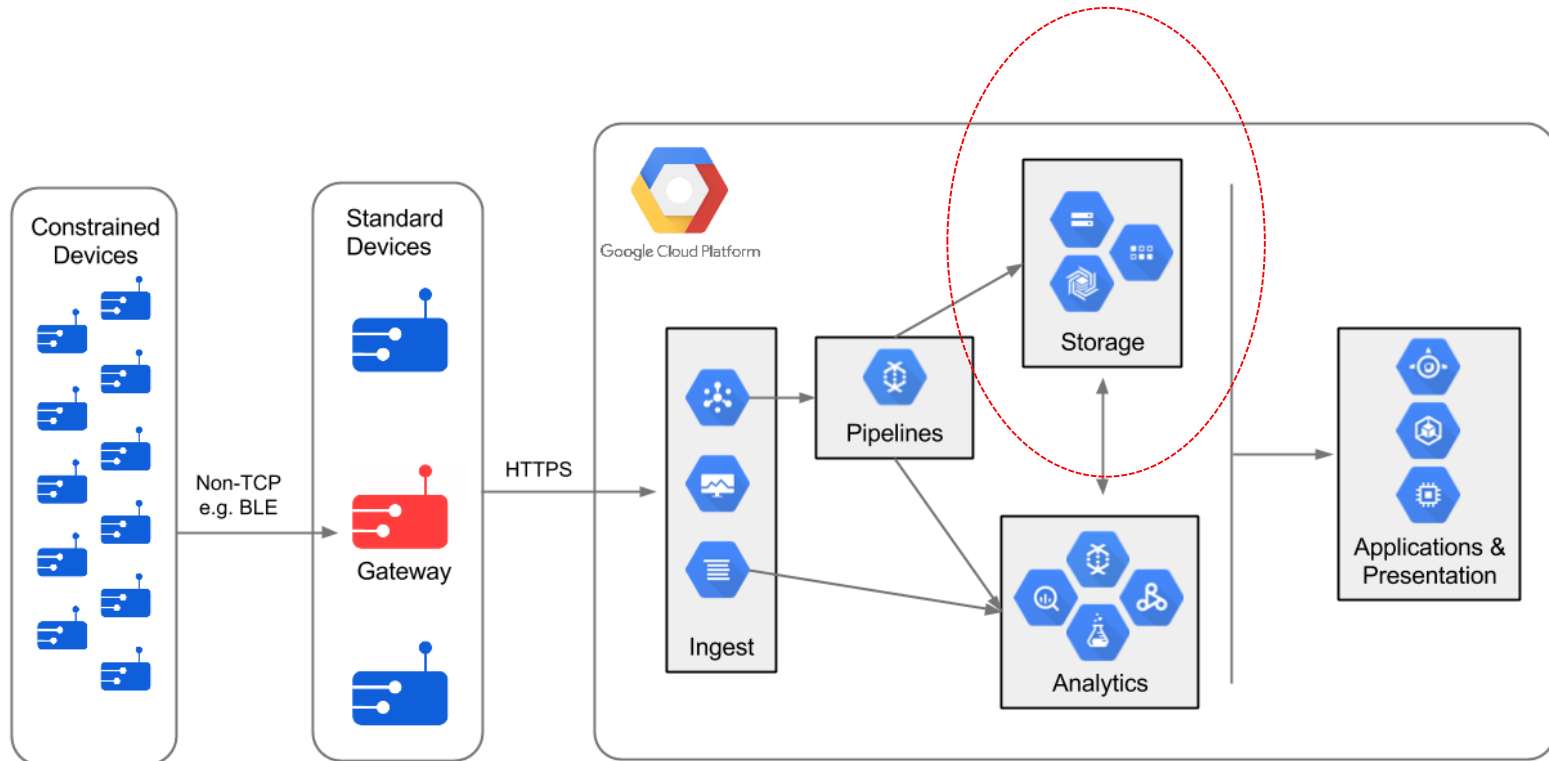 Constrained
Devices
Non-TCP
e.g. BLE
Standard
Devices
Gateway
HTTPS
Google Cloud Platform
Ingest
Pipelines
Storage
Analytics
Applications &
Presentation